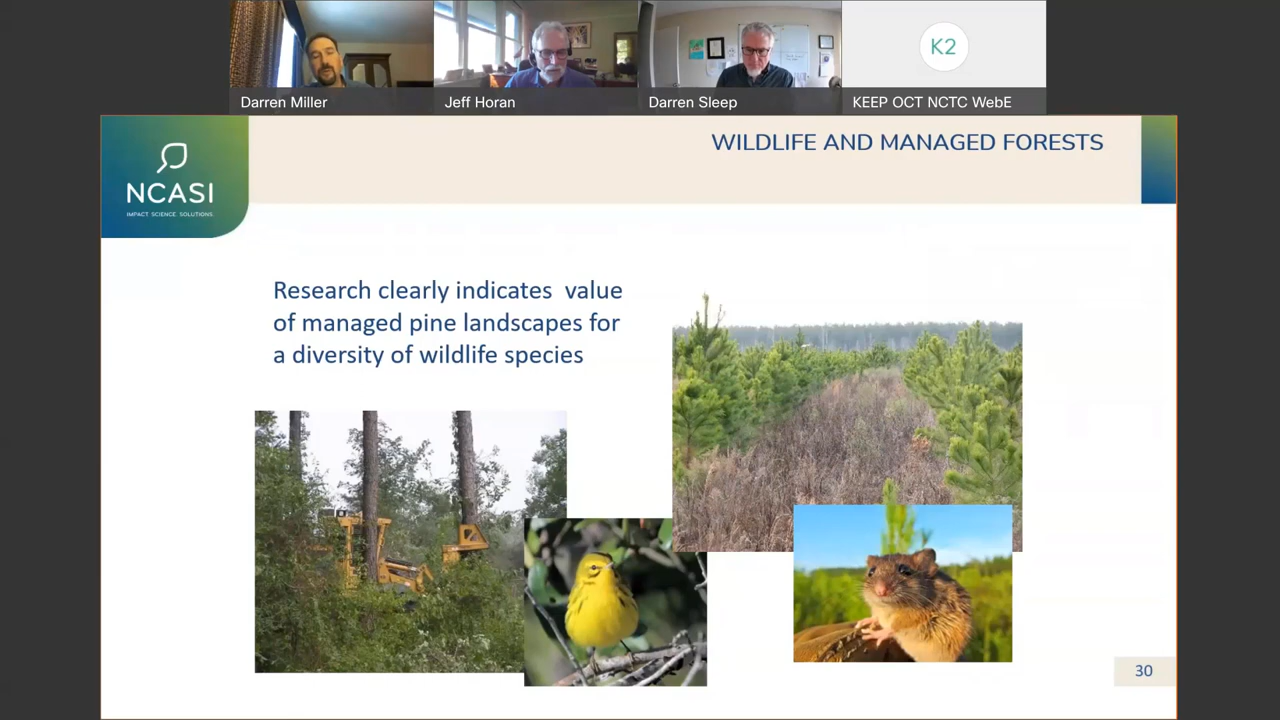 K2
Darren Miller
Jeff Horan
Darren Sleep
KEEP OCT NCTC WebE
WILDLIFE AND MANAGED FORESTS
NCASI
IMPACT SCIENCE. SOLUTIONS.
Research clearly indicates  value
of managed pine landscapes for
a diversity of wildlife species
30